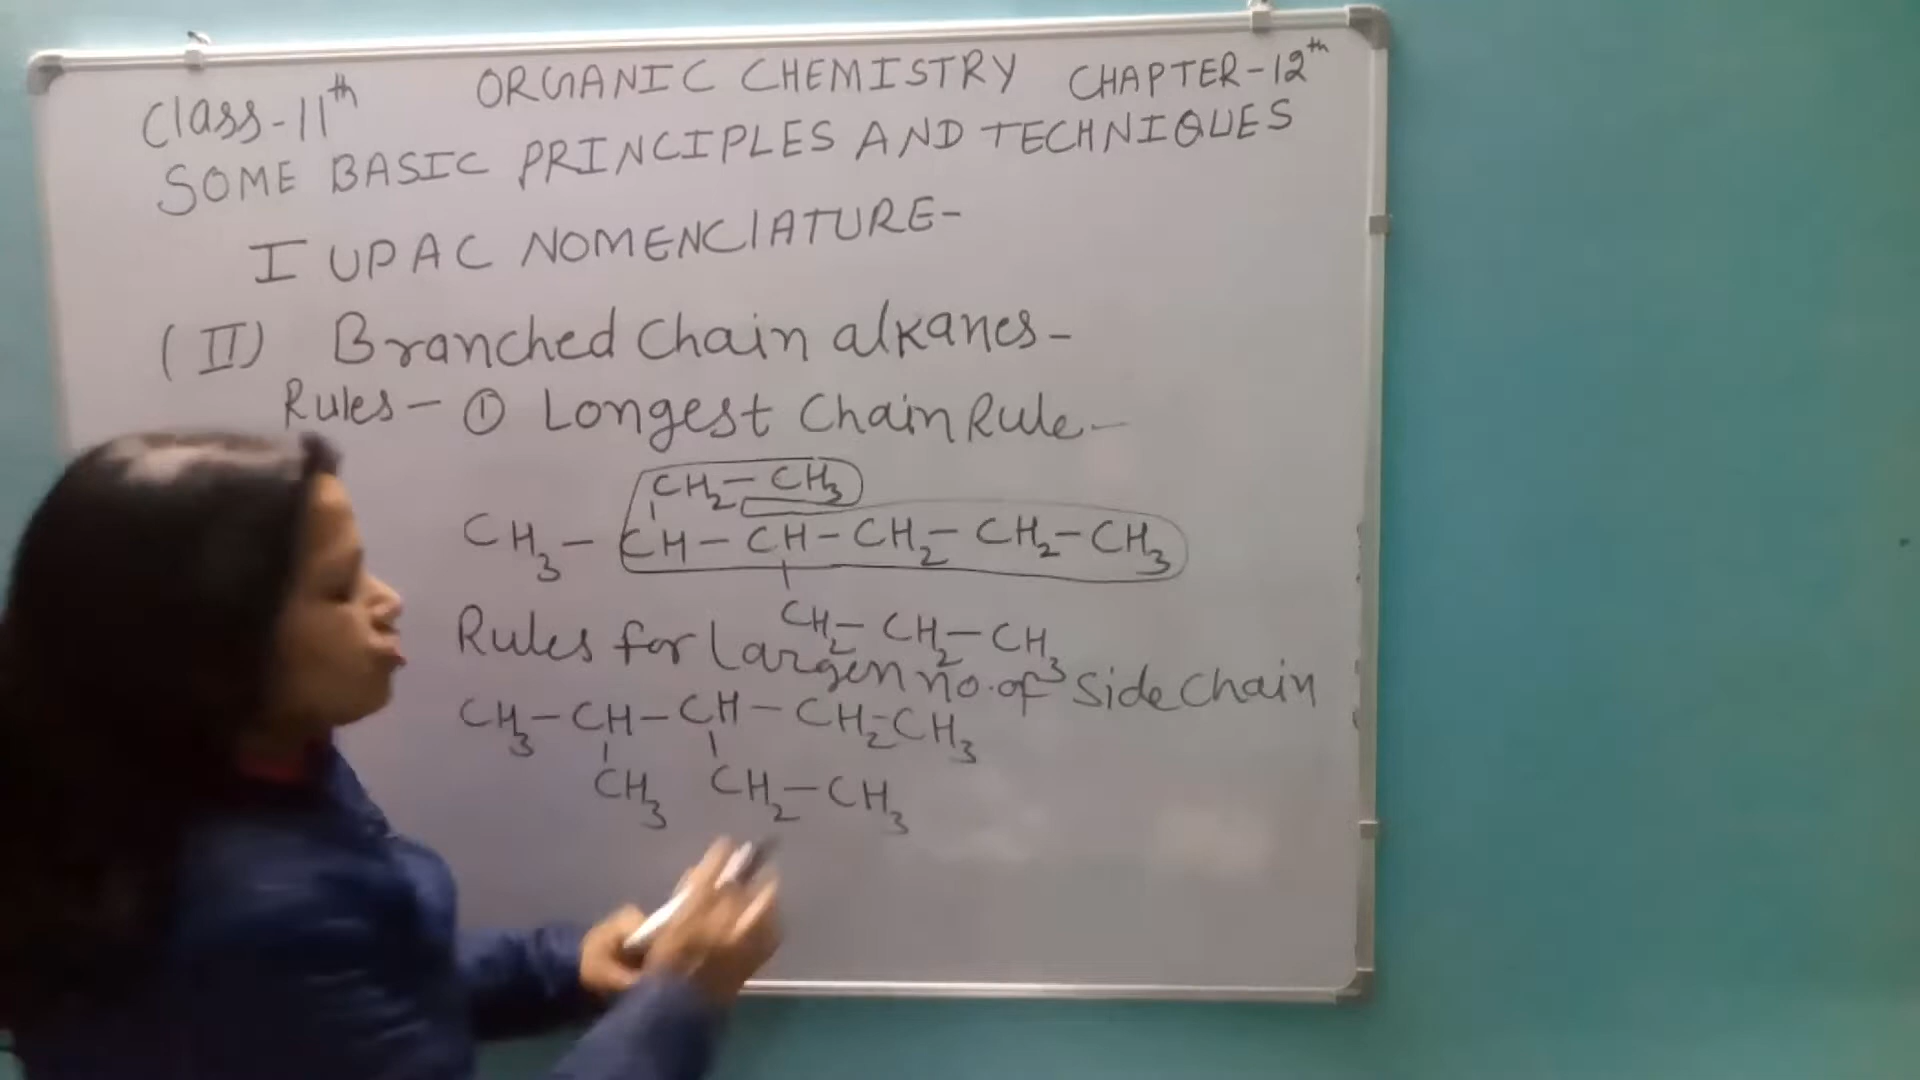 Class-11th ORGANIC CHEMISTRY CHAPTER-12th
SOME BASIC PRINCIPLES AND TECHNIQUES
IUPAC NOMENCLATURE-
(II) Branched Chain alkanes-
Rules- ① Longest Chain Rule-
CH2-CH3
CH3-CH-CH-CH2-CH2-CH3
CH2-CH2-CH3
Rules for Largen no. of Side Chain
CH3-CH-CH-CH2-CH3
CH3 CH2-CH3